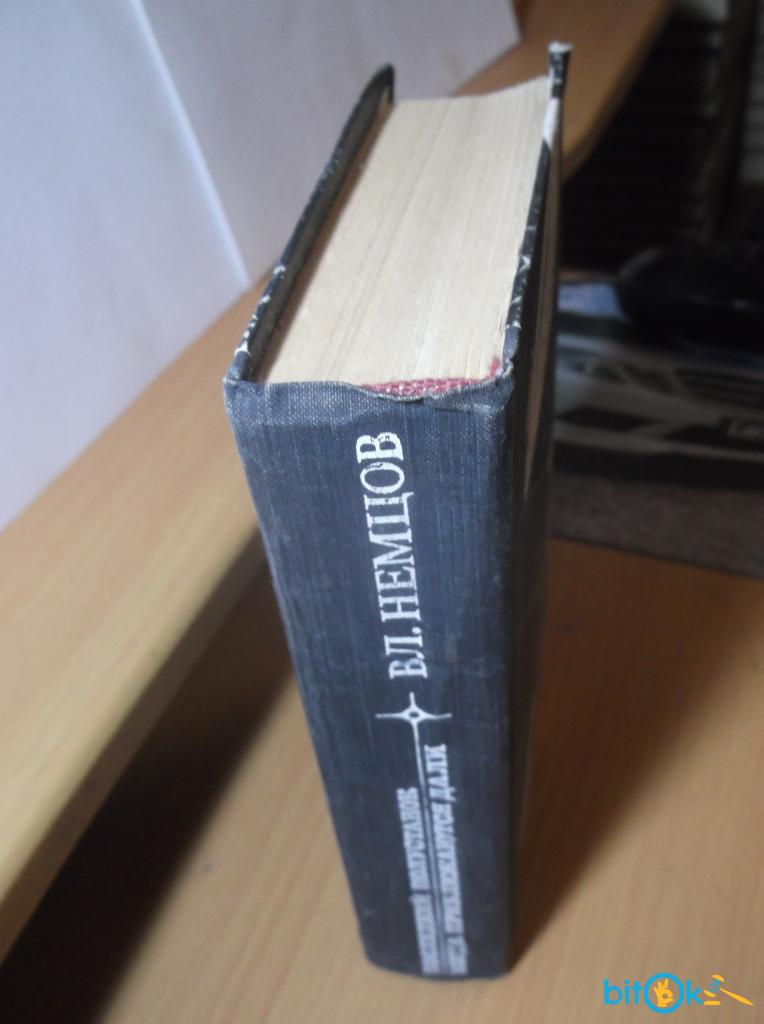 ВЛ. НЕМЦОВ
ПОСЛЕДНИЙ ПОЛУСТАНОК
КОГДА ПРИБЛИЖАЮТСЯ ДАЛИ
bitOk